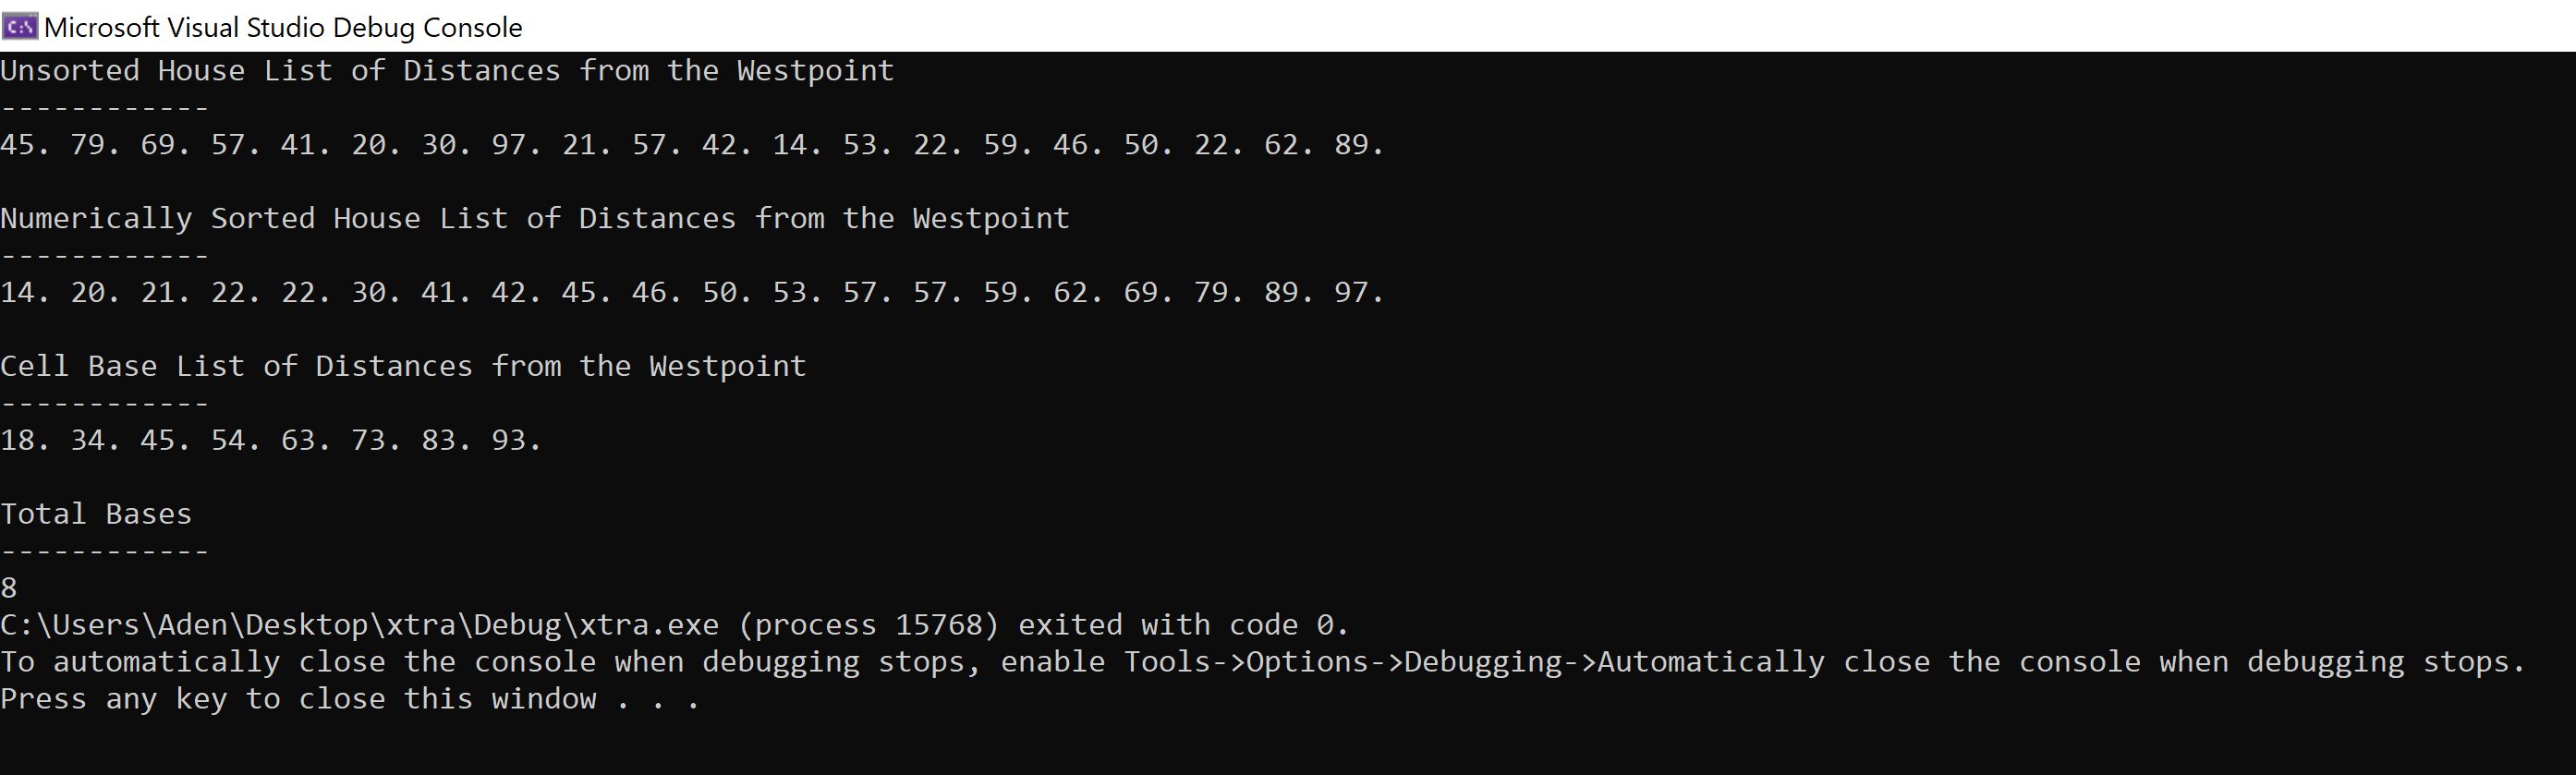 Microsoft Visual Studio Debug Console
Unsorted House List of Distances from the Westpoint
------------
45. 79. 69. 57. 41. 20. 30. 97. 21. 57. 42. 14. 53. 22. 59. 46. 50. 22. 62. 89.
Numerically Sorted House List of Distances from the Westpoint
------------
14. 20. 21. 22. 22. 30. 41. 42. 45. 46. 50. 53. 57. 57. 59. 62. 69. 79. 89. 97.
Cell Base List of Distances from the Westpoint
------------
18. 34. 45. 54. 63. 73. 83. 93.
Total Bases
------------
8
C:\Users\Aden\Desktop\xtra\Debug\xtra.exe (process 15768) exited with code 0.
To automatically close the console when debugging stops, enable Tools->Options->Debugging->Automatically close the console when debugging stops.
Press any key to close this window . . .